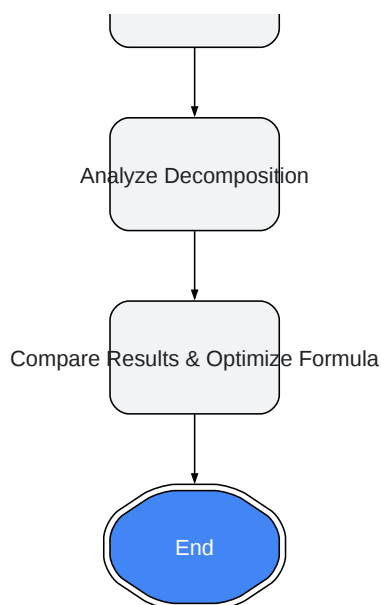 Analyze Decomposition
Compare Results & Optimize Formula
End